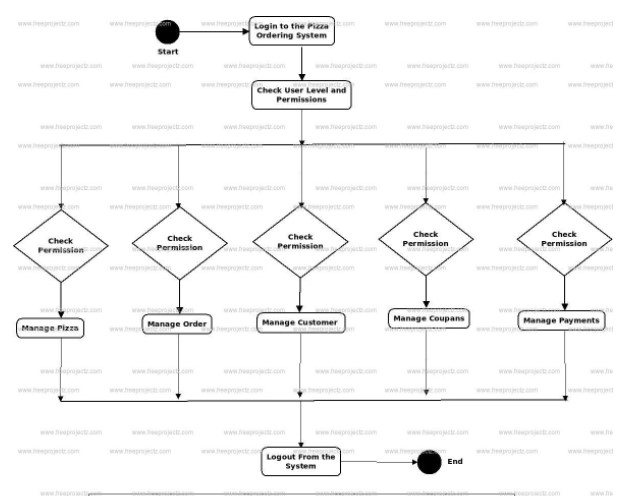 Login to the Pizza
Ordering System
Start
Check User Level and
Permissions
Check
Permission
Check
Permission
Check
Permission
Check
Permission
Check
Permission
Manage Pizza
Manage Order
Manage Customer
Manage Coupans
Manage Payments
Logout From the
System
End
www.freeprojectz.com